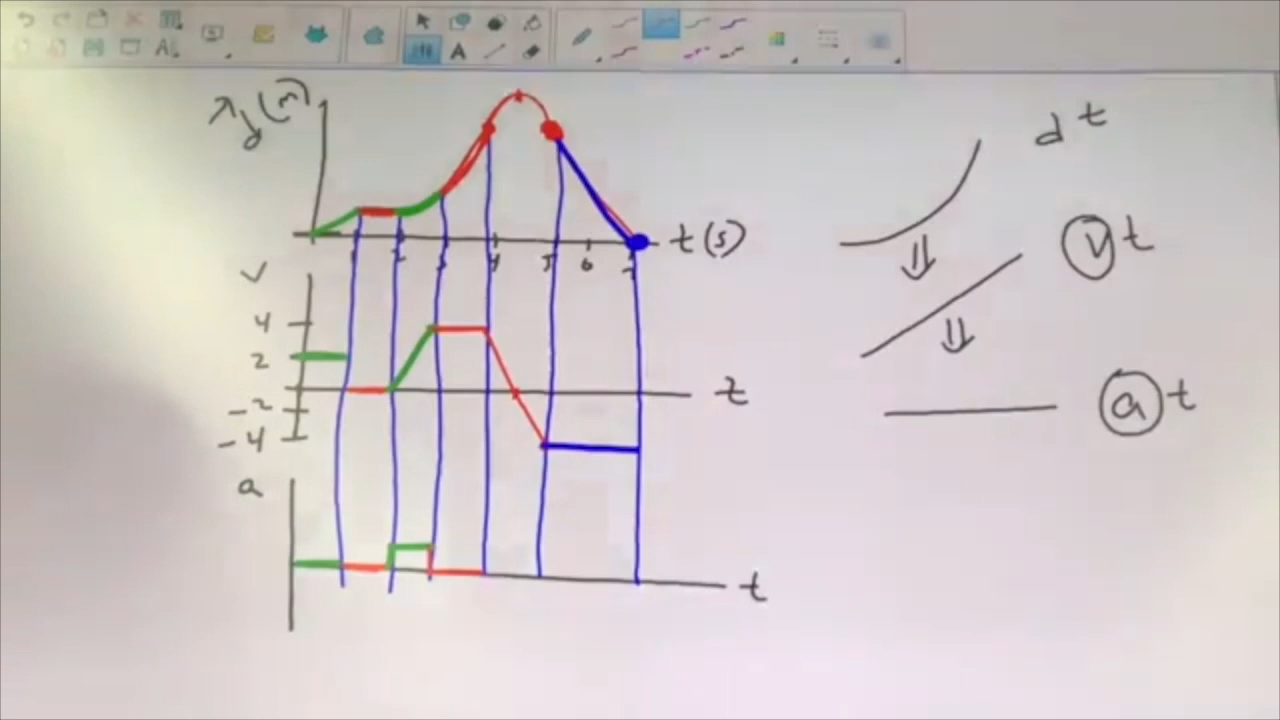 d (m)
1 2 3 4 5 6 7
t (s)
v
4
2
-2
-4
t
a
t
d t
v t
a t
A
A